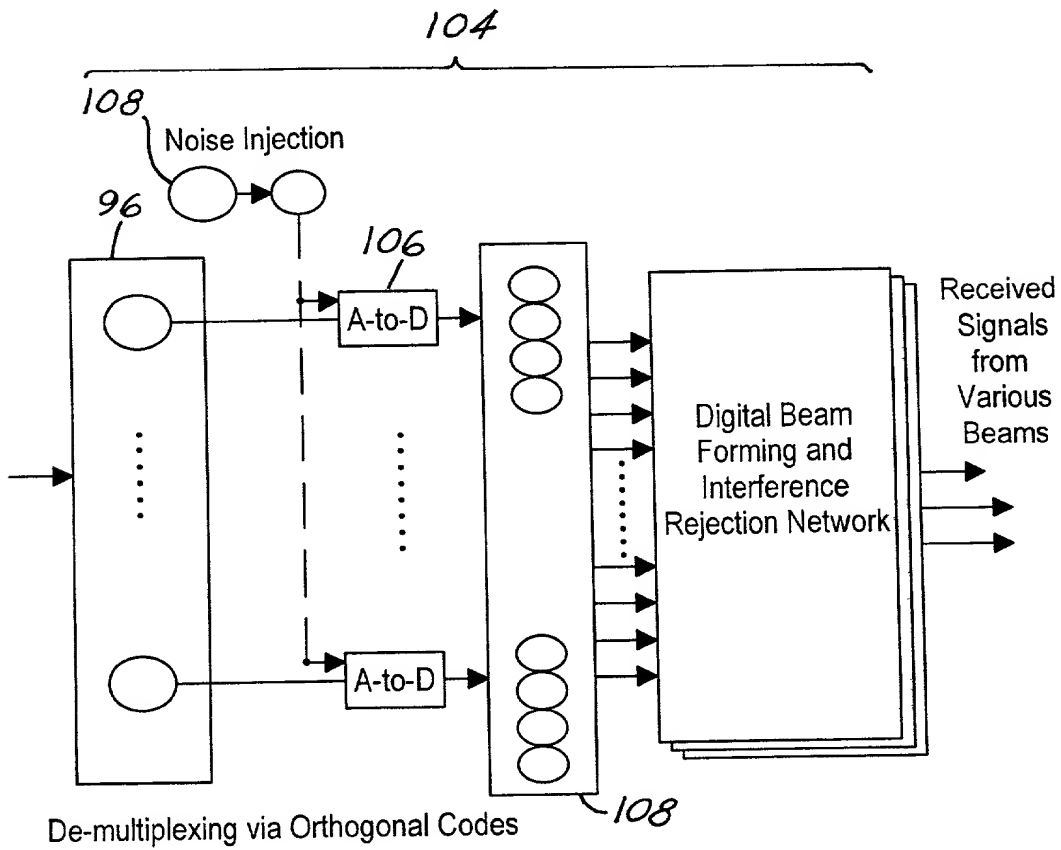 104
108
Noise Injection
96
106
A-to-D
Received
Signals
from
Various
Beams
Digital Beam
Forming and
Interference
Rejection Network
A-to-D
108
De-multiplexing via Orthogonal Codes